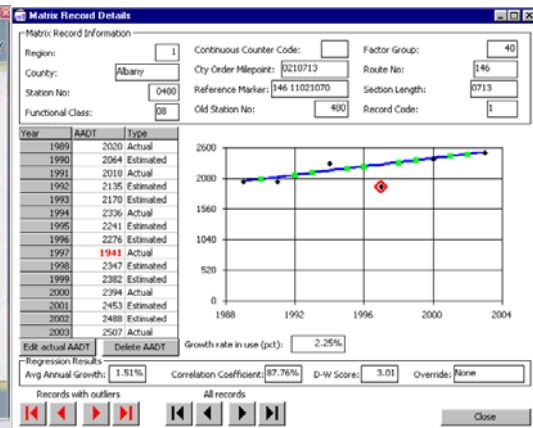 Matrix Record Details
Matrix Record Information
Region: 1 Continuous Counter Code: Factor Group: 40
County: Albany Cty Order Milepoint: 0210713 Route No: 146
Station No: 0480 Reference Marker: 146 11021070 Section Length: 0713
Functional Class: 08 Old Station No: 480 Record Code: 1
Year AADT Type
1989 2020 Actual
1990 2064 Estimated
1991 2018 Actual
1992 2135 Estimated
1993 2170 Estimated
1994 2336 Actual
1995 2241 Estimated
1996 2276 Estimated
1997 1941 Actual
1998 2347 Estimated
1999 2382 Estimated
2000 2394 Actual
2001 2453 Estimated
2002 2488 Estimated
2003 2507 Actual
2600
2080
1560
1040
520
0
1988 1992 1996 2000 2004
Edit actual AADT Delete AADT Growth rate in use (pct): 2.25%
Regression Results
Avg Annual Growth: 1.51% Correlation Coefficient: 87.76% D-W Score: 3.01 Override: None
Records with outliers All records
Close